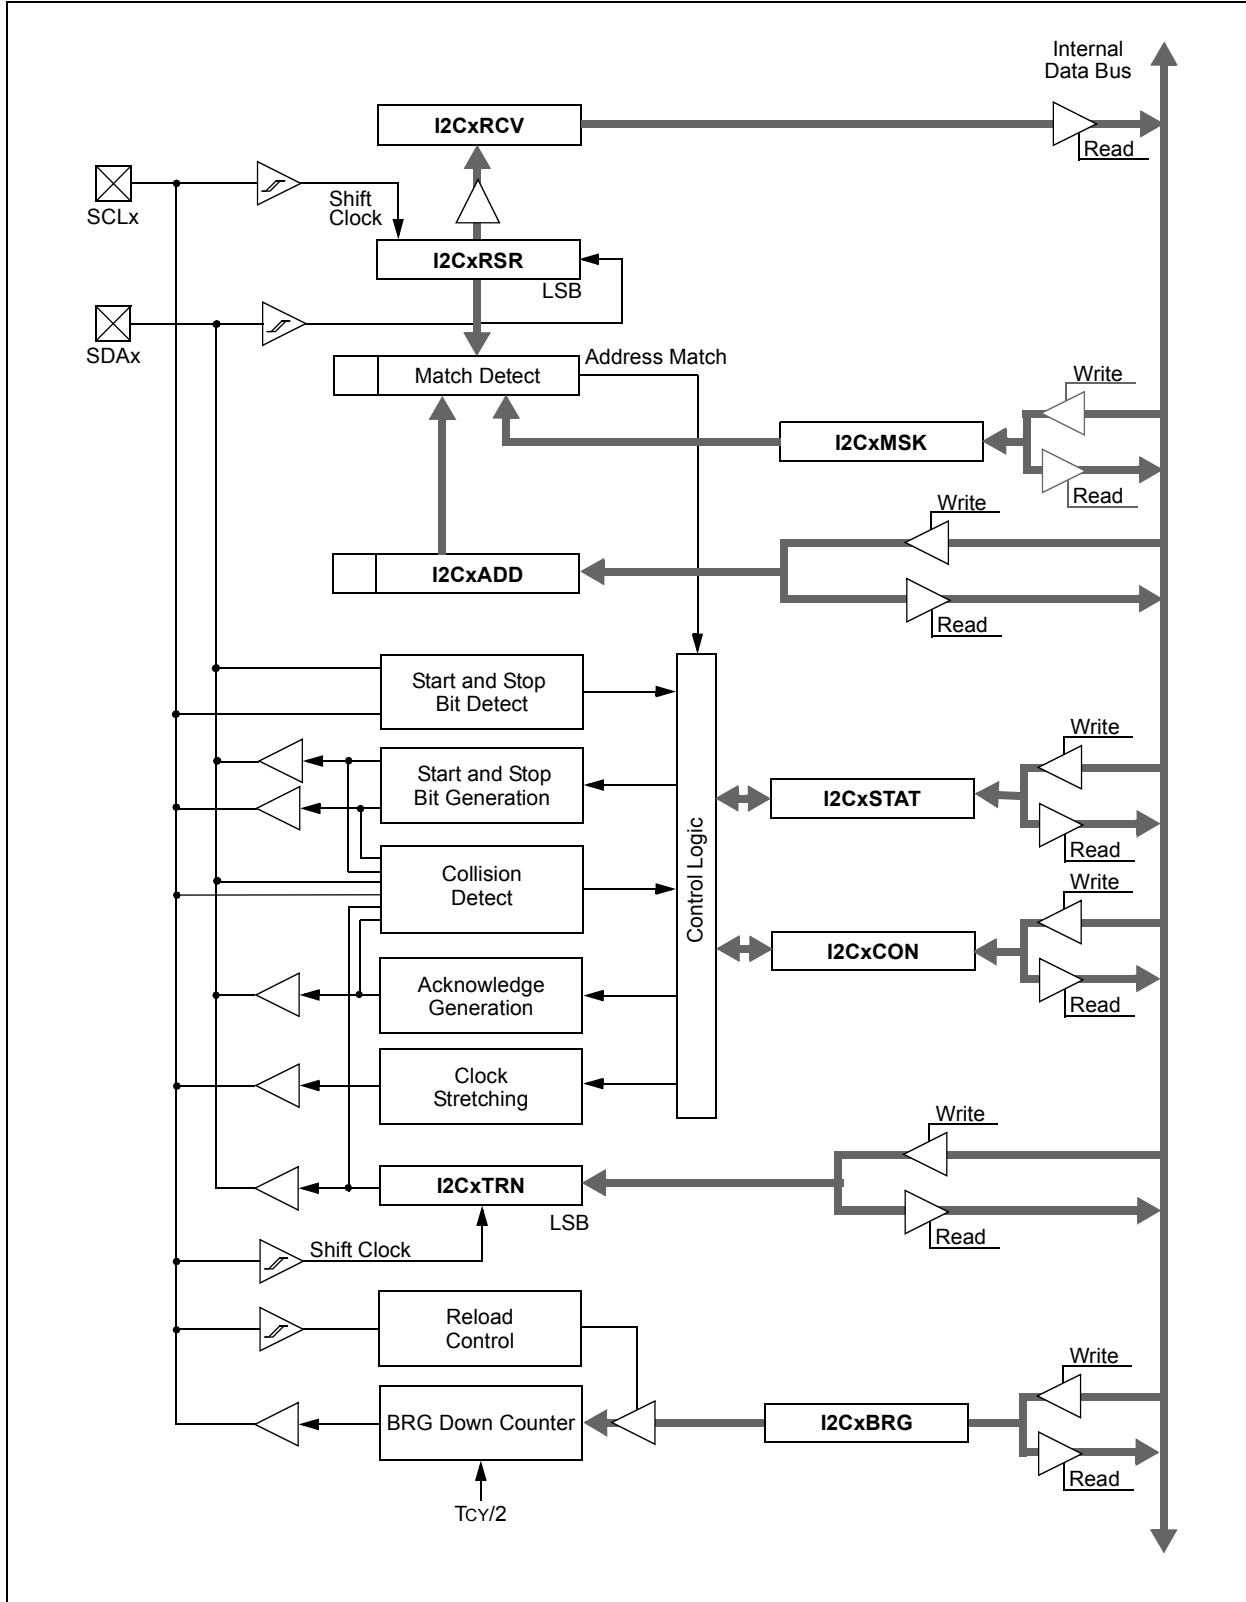 Internal
Data Bus
I2CxRCV
Read
SCLx
Shift
Clock
I2CxRSR
LSB
SDAx
Match Detect
Address Match
Write
I2CxMSK
Read
Write
I2CxADD
Read
Start and Stop
Bit Detect
Write
Start and Stop
Bit Generation
I2CxSTAT
Read
Control Logic
Collision
Detect
Write
I2CxCON
Read
Acknowledge
Generation
Clock
Stretching
Write
I2CxTRN
LSB
Read
Shift Clock
Reload
Control
Write
BRG Down Counter
I2CxBRG
Read
TCY/2